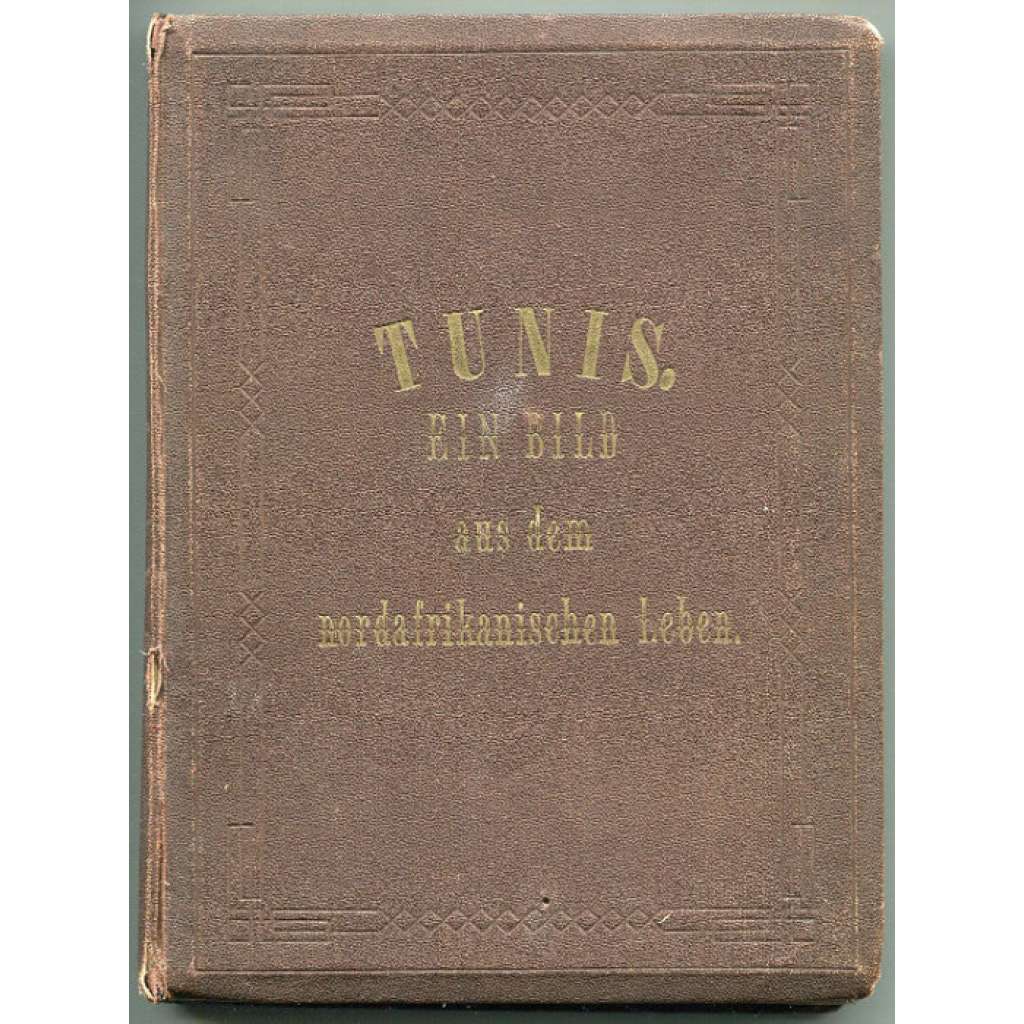 TUNIS.
EIN BILD
aus dem
nordafrikanischen Leben.